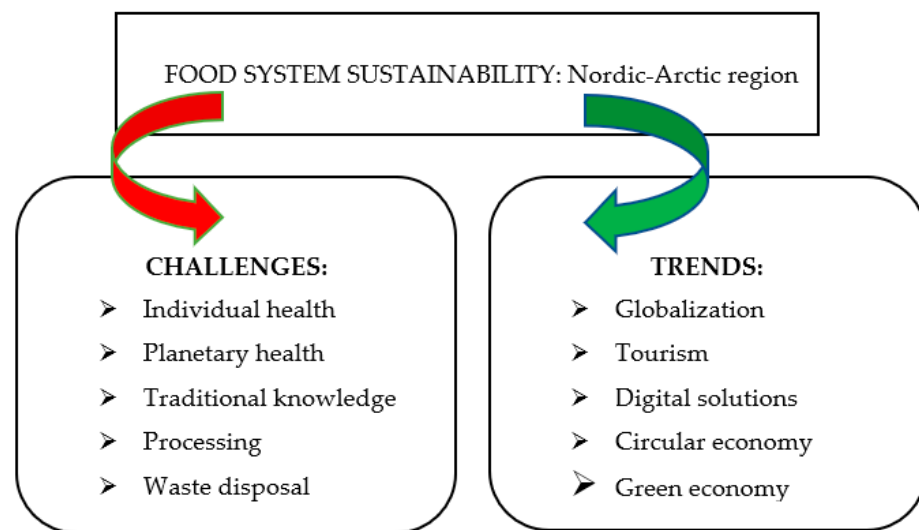 FOOD SYSTEM SUSTAINABILITY: Nordic-Arctic region
CHALLENGES:
Individual health
Planetary health
Traditional knowledge
Processing
Waste disposal
TRENDS:
Globalization
Tourism
Digital solutions
Circular economy
Green economy